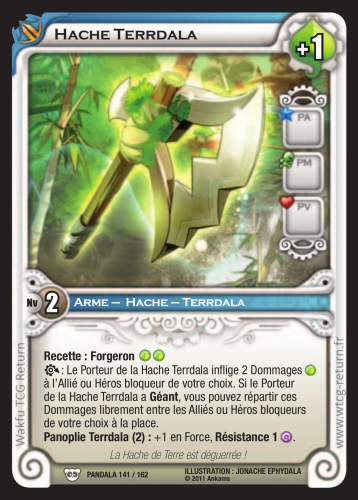 Hache Terrdala
+1
PA
PM
PV
Nv 2 Arme – Hache – Terrdala
Recette : Forgeron
: Le Porteur de la Hache Terrdala inflige 2 Dommages
à l'Allié ou Héros bloqueur de votre choix. Si le Porteur
de la Hache Terrdala a Géant, vous pouvez répartir ces
Dommages librement entre les Alliés ou Héros bloqueurs
de votre choix à la place.
Panoplie Terrdala (2) : +1 en Force, Résistance 1.
La Hache de Terre est déguerrée !
PANDALA 141 / 162
ILLUSTRATION : JONACHE EPHYDALA
© 2011 Ankama
Wakfu TCG Return
www.wtcg-return.fr